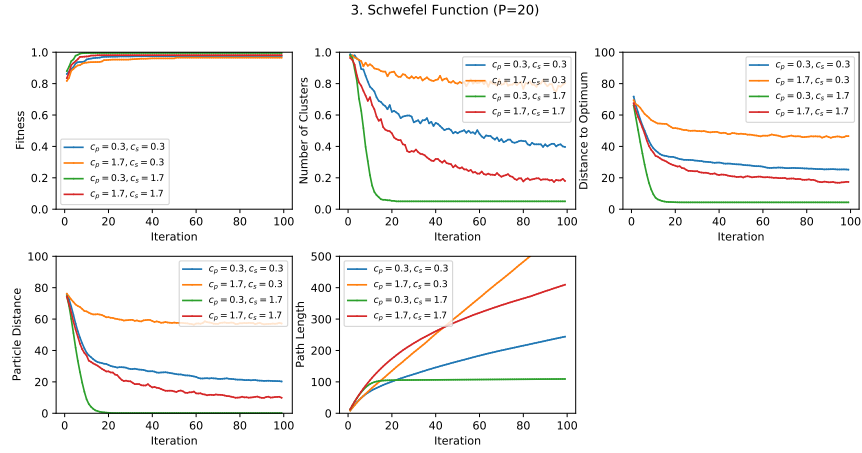 3. Schwefel Function (P=20)
Fitness
1.0
0.8
0.6
0.4
0.2
0.0
c_p = 0.3, c_s = 0.3
c_p = 1.7, c_s = 0.3
c_p = 0.3, c_s = 1.7
c_p = 1.7, c_s = 1.7
0 20 40 60 80 100
Iteration
Number of Clusters
1.0
0.8
0.6
0.4
0.2
0.0
c_p = 0.3, c_s = 0.3
c_p = 1.7, c_s = 0.3
c_p = 0.3, c_s = 1.7
c_p = 1.7, c_s = 1.7
0 20 40 60 80 100
Iteration
Distance to Optimum
100
80
60
40
20
0
c_p = 0.3, c_s = 0.3
c_p = 1.7, c_s = 0.3
c_p = 0.3, c_s = 1.7
c_p = 1.7, c_s = 1.7
0 20 40 60 80 100
Iteration
Particle Distance
100
80
60
40
20
0
c_p = 0.3, c_s = 0.3
c_p = 1.7, c_s = 0.3
c_p = 0.3, c_s = 1.7
c_p = 1.7, c_s = 1.7
0 20 40 60 80 100
Iteration
Path Length
500
400
300
200
100
0
c_p = 0.3, c_s = 0.3
c_p = 1.7, c_s = 0.3
c_p = 0.3, c_s = 1.7
c_p = 1.7, c_s = 1.7
0 20 40 60 80 100
Iteration